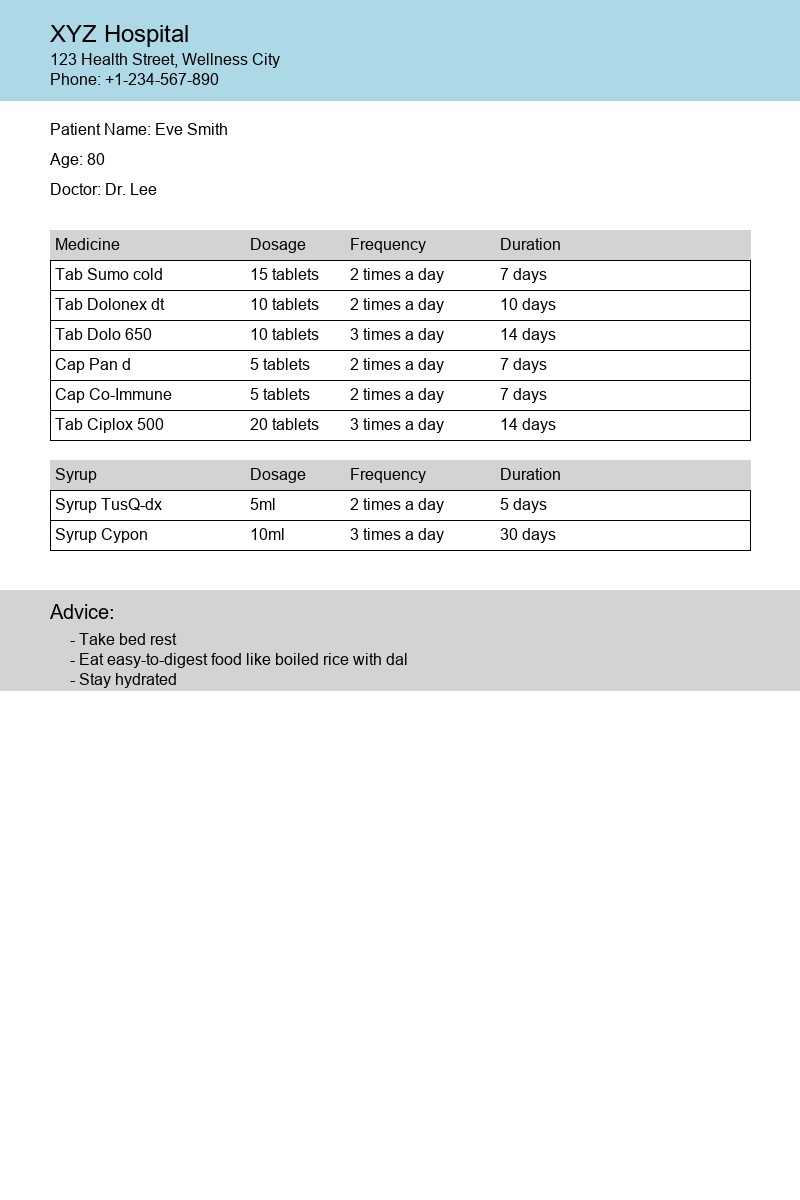 XYZ Hospital
123 Health Street, Wellness City
Phone: +1-234-567-890
Patient Name: Eve Smith
Age: 80
Doctor: Dr. Lee
Medicine Dosage Frequency Duration
Tab Sumo cold 15 tablets 2 times a day 7 days
Tab Dolonex dt 10 tablets 2 times a day 10 days
Tab Dolo 650 10 tablets 3 times a day 14 days
Cap Pan d 5 tablets 2 times a day 7 days
Cap Co-Immune 5 tablets 2 times a day 7 days
Tab Ciplox 500 20 tablets 3 times a day 14 days
Syrup Dosage Frequency Duration
Syrup TusQ-dx 5ml 2 times a day 5 days
Syrup Cypon 10ml 3 times a day 30 days
Advice:
- Take bed rest
- Eat easy-to-digest food like boiled rice with dal
- Stay hydrated